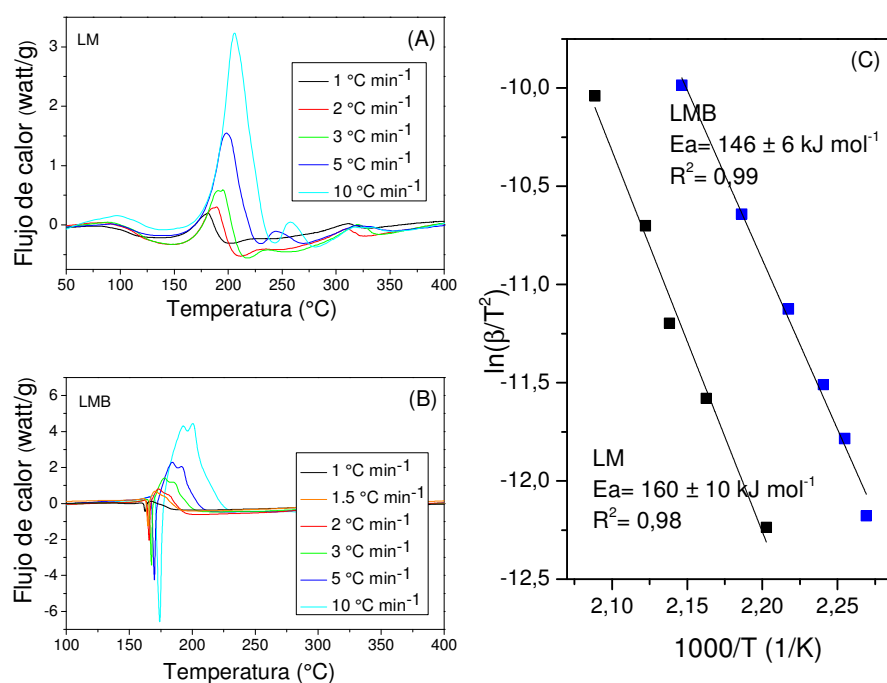 LM
(A)
Flujo de calor (watt/g)
3
2
1
0
1 °C min⁻¹
2 °C min⁻¹
3 °C min⁻¹
5 °C min⁻¹
10 °C min⁻¹
50 100 150 200 250 300 350 400
Temperatura (°C)
LMB
(B)
Flujo de calor (watt/g)
6
4
2
0
-2
-4
-6
1 °C min⁻¹
1.5 °C min⁻¹
2 °C min⁻¹
3 °C min⁻¹
5 °C min⁻¹
10 °C min⁻¹
100 150 200 250 300 350 400
Temperatura (°C)
(C)
ln(β/T²)
-10,0
-10,5
-11,0
-11,5
-12,0
-12,5
LMB
Ea= 146 ± 6 kJ mol⁻¹
R²= 0,99
LM
Ea= 160 ± 10 kJ mol⁻¹
R²= 0,98
2,10 2,15 2,20 2,25
1000/T (1/K)